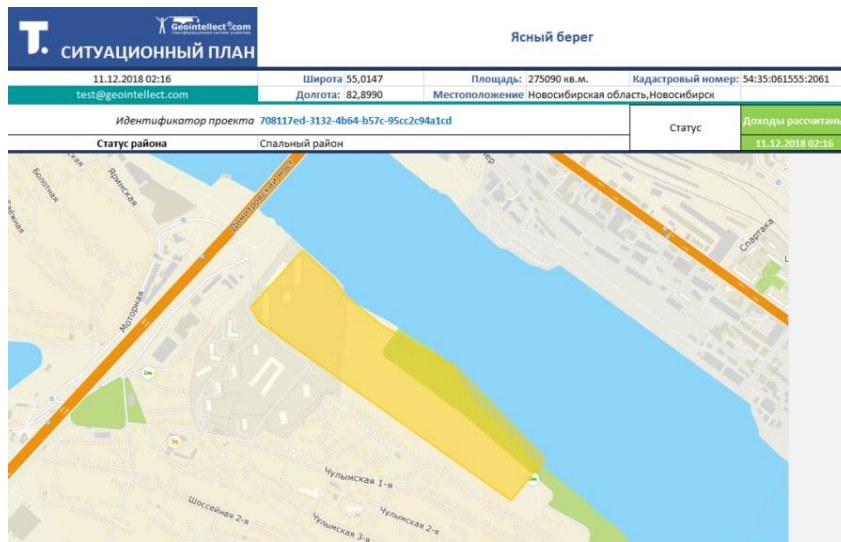 Geointellect.com
Т. СИТУАЦИОННЫЙ ПЛАН
Ясный берег
11.12.2018 02:16 Широта 55,0147 Площадь: 275090 кв.м. Кадастровый номер: 54:35:061555:2061
test@geointellect.com Долгота: 82,8990 Местоположение Новосибирская область,Новосибирск
Идентификатор проекта 708117ed-3132-4b64-b57c-95cc2c94a1cd Статус Доходы рассчитаны
Статус района Спальный район 11.12.2018 02:16
Болотная
Яринская
Димитровский мост
Спартака
Моторная
Чулымская 1-я
Шоссейная 2-я
Чулымская 2-я
Чулымская 3-я